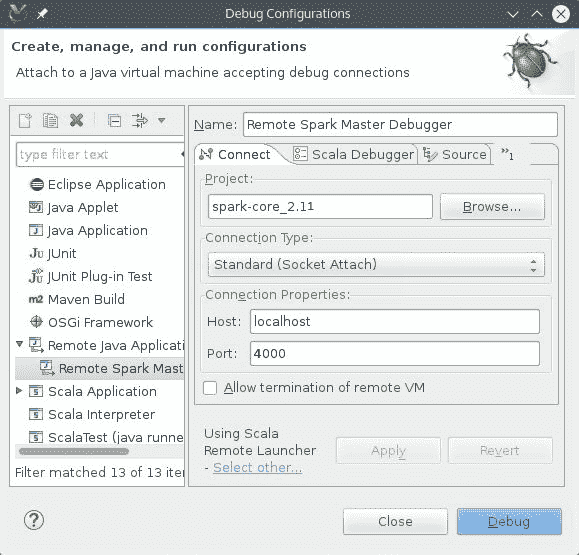 Debug Configurations
Create, manage, and run configurations
Attach to a Java virtual machine accepting debug connections
type filter text
Eclipse Application
Java Applet
Java Application
Ju JUnit
JUnit Plug-in Test
m2 Maven Build
OSGi Framework
Remote Java Applicati
Remote Spark Mast
Scala Application
Scala Interpreter
ScalaTest (java runne
Filter matched 13 of 13 iter
Name: Remote Spark Master Debugger
Connect Scala Debugger Source »1
Project:
spark-core_2.11 Browse...
Connection Type:
Standard (Socket Attach)
Connection Properties:
Host: localhost
Port: 4000
Allow termination of remote VM
Using Scala
Remote Launcher
- Select other...
Apply Revert
? Close Debug